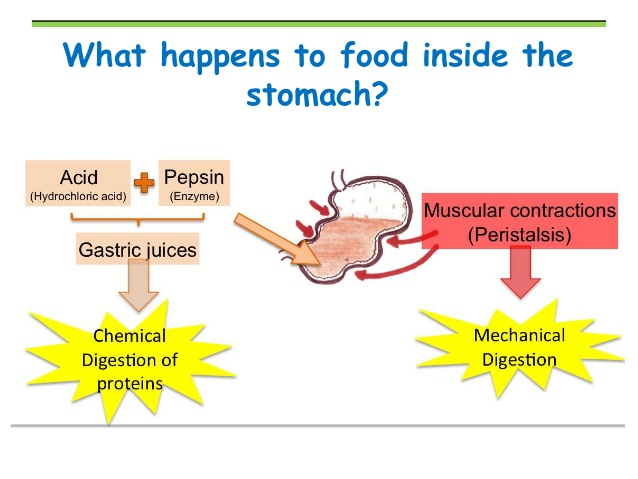 What happens to food inside the
stomach?
Acid
(Hydrochloric acid)
Pepsin
(Enzyme)
Gastric juices
Chemical
Digestion of
proteins
Muscular contractions
(Peristalsis)
Mechanical
Digestion